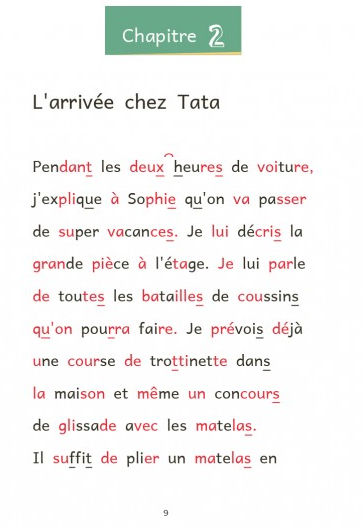 Chapitre 2
L'arrivée chez Tata
Pendant les deux heures de voiture,
j'explique à Sophie qu'on va passer
de super vacances. Je lui décris la
grande pièce à l'étage. Je lui parle
de toutes les batailles de coussins
qu'on pourra faire. Je prévois déjà
une course de trottinette dans
la maison et même un concours
de glissade avec les matelas.
Il suffit de plier un matelas en
9